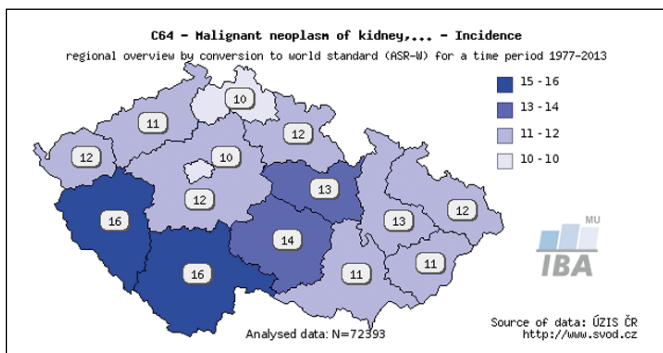 C64 - Malignant neoplasm of kidney,... - Incidence
regional overview by conversion to world standard (ASR-W) for a time period 1977-2013
15 - 16
13 - 14
11 - 12
10 - 10
10
11
12
12
10
13
12
16
14
13
12
16
11
11
MU
IBA
Analysed data: N=72393
Source of data: ÚZIS ČR
http://www.svod.cz